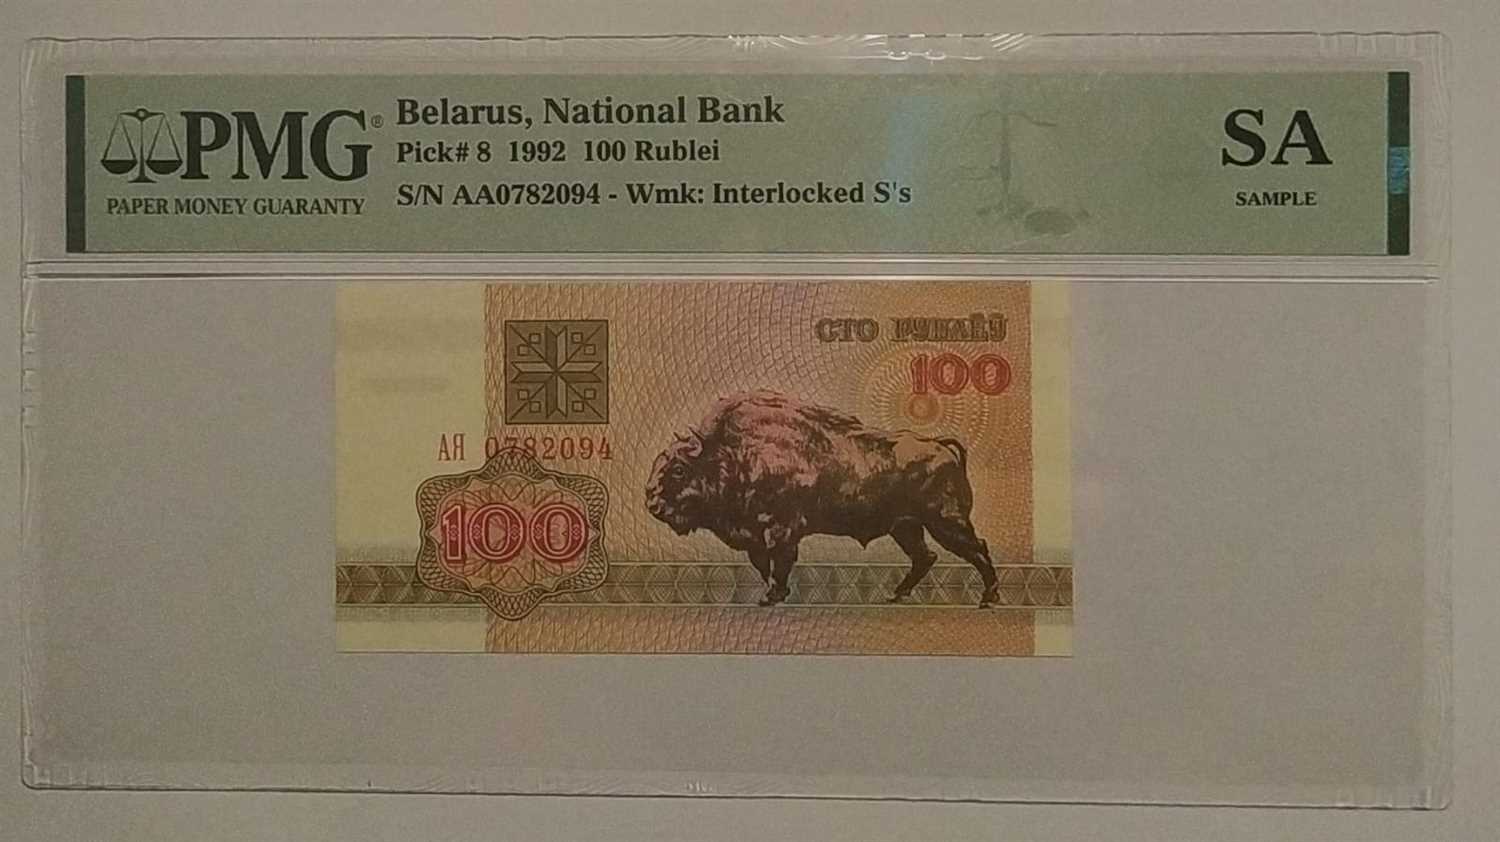 PMG®
PAPER MONEY GUARANTY
Belarus, National Bank
Pick# 8 1992 100 Rublei
S/N AA0782094 - Wmk: Interlocked S's
SA
SAMPLE
СТО РУБЛЁЎ
100
АЯ 0782094
100